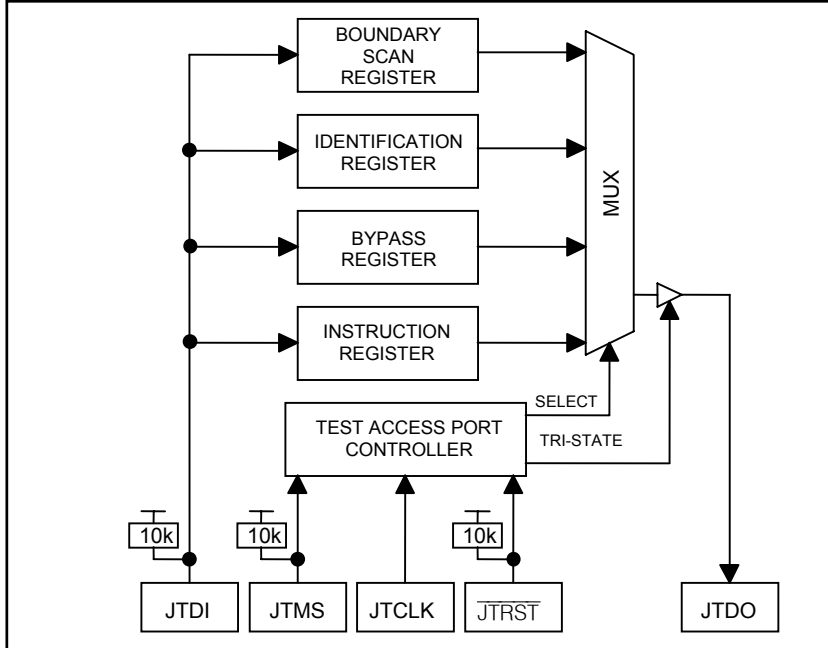 BOUNDARY
SCAN
REGISTER
IDENTIFICATION
REGISTER
BYPASS
REGISTER
INSTRUCTION
REGISTER
MUX
SELECT
TEST ACCESS PORT
CONTROLLER
TRI-STATE
10k
10k
10k
JTDI
JTMS
JTCLK
JTRST
JTDO